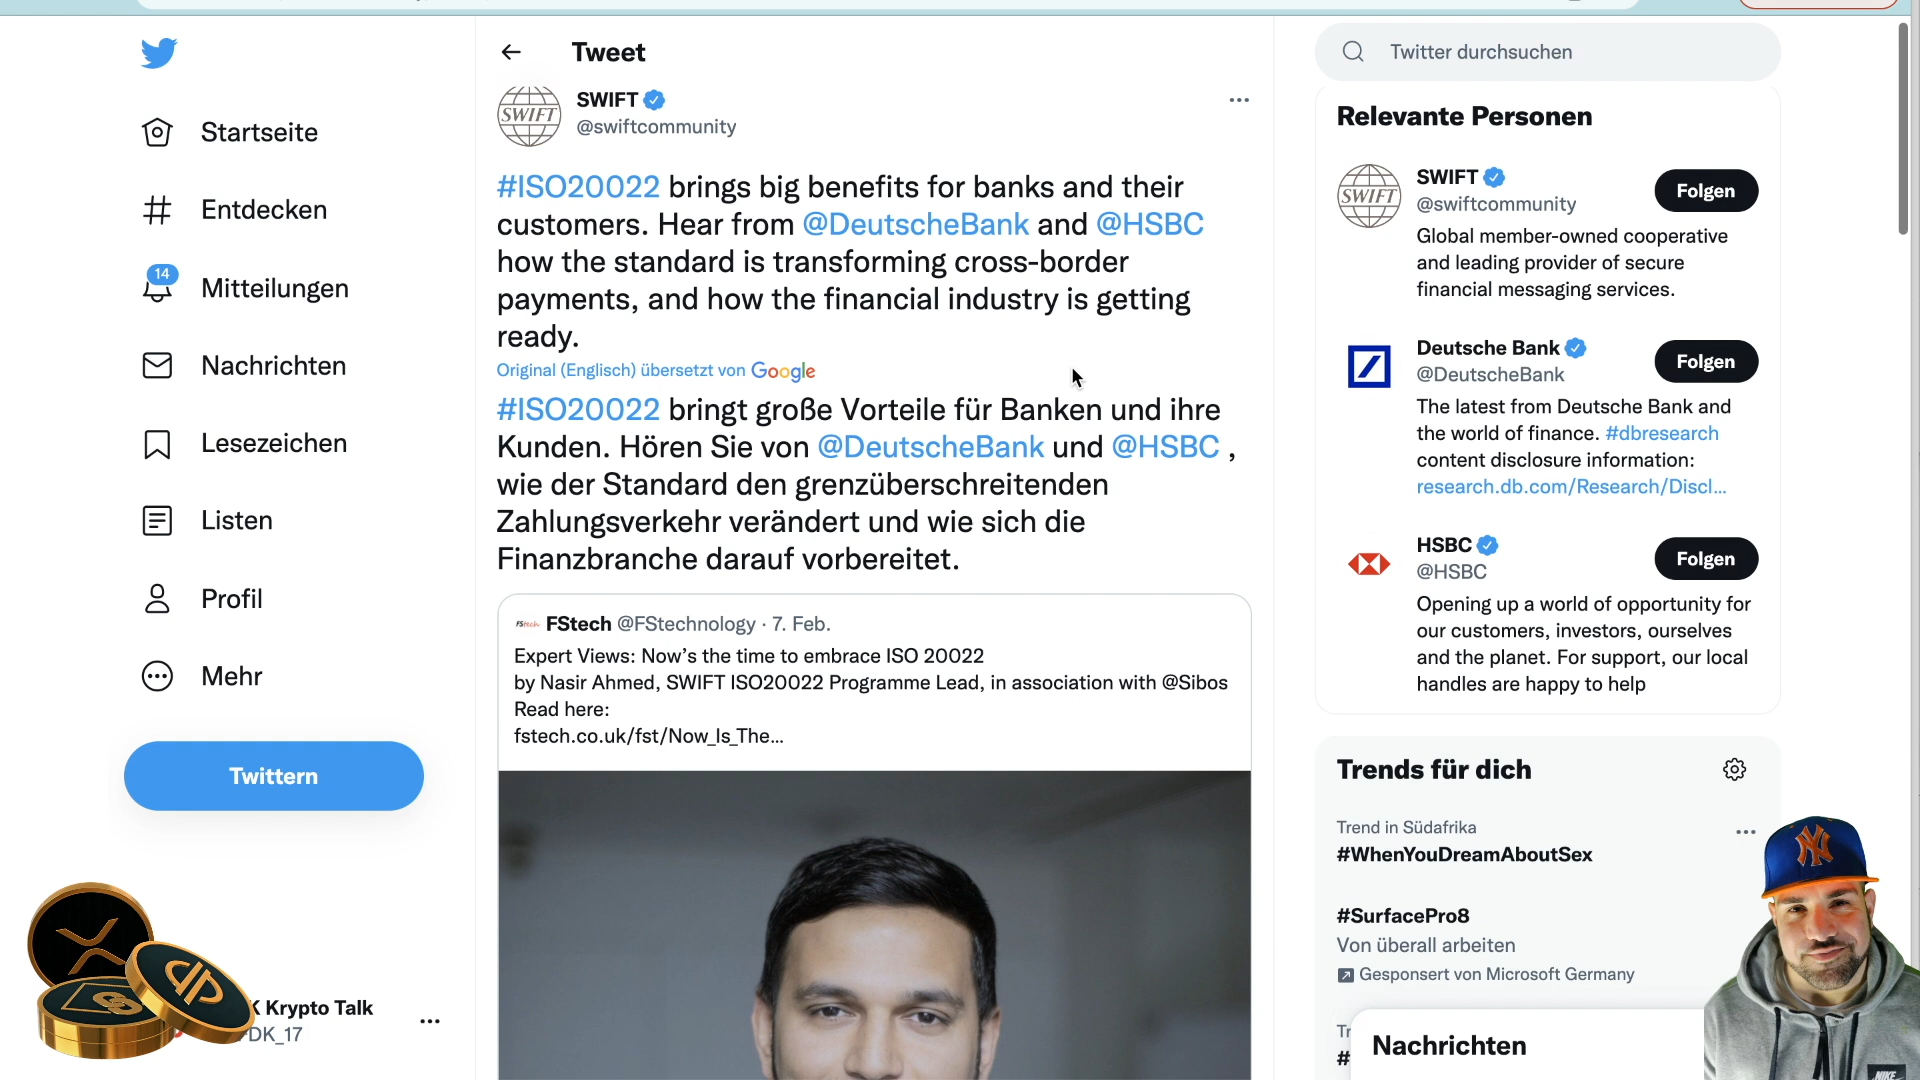 Startseite
Entdecken
14
Mitteilungen
Nachrichten
Lesezeichen
Listen
Profil
Mehr
Twittern
K Krypto Talk
DK_17
Tweet
SWIFT
SWIFT
@swiftcommunity
#ISO20022 brings big benefits for banks and their
customers. Hear from @DeutscheBank and @HSBC
how the standard is transforming cross-border
payments, and how the financial industry is getting
ready.
Original (Englisch) übersetzt von Google
#ISO20022 bringt große Vorteile für Banken und ihre
Kunden. Hören Sie von @DeutscheBank und @HSBC ,
wie der Standard den grenzüberschreitenden
Zahlungsverkehr verändert und wie sich die
Finanzbranche darauf vorbereitet.
FStech FStech @FStechnology · 7. Feb.
Expert Views: Now’s the time to embrace ISO 20022
by Nasir Ahmed, SWIFT ISO20022 Programme Lead, in association with @Sibos
Read here:
fstech.co.uk/fst/Now_Is_The…
Twitter durchsuchen
Relevante Personen
SWIFT
SWIFT
@swiftcommunity
Folgen
Global member-owned cooperative
and leading provider of secure
financial messaging services.
Deutsche Bank
@DeutscheBank
Folgen
The latest from Deutsche Bank and
the world of finance. #dbresearch
content disclosure information:
research.db.com/Research/Discl…
HSBC
@HSBC
Folgen
Opening up a world of opportunity for
our customers, investors, ourselves
and the planet. For support, our local
handles are happy to help
Trends für dich
Trend in Südafrika
#WhenYouDreamAboutSex
#SurfacePro8
Von überall arbeiten
Gesponsert von Microsoft Germany
Tr
#
Nachrichten
NY
NIKE